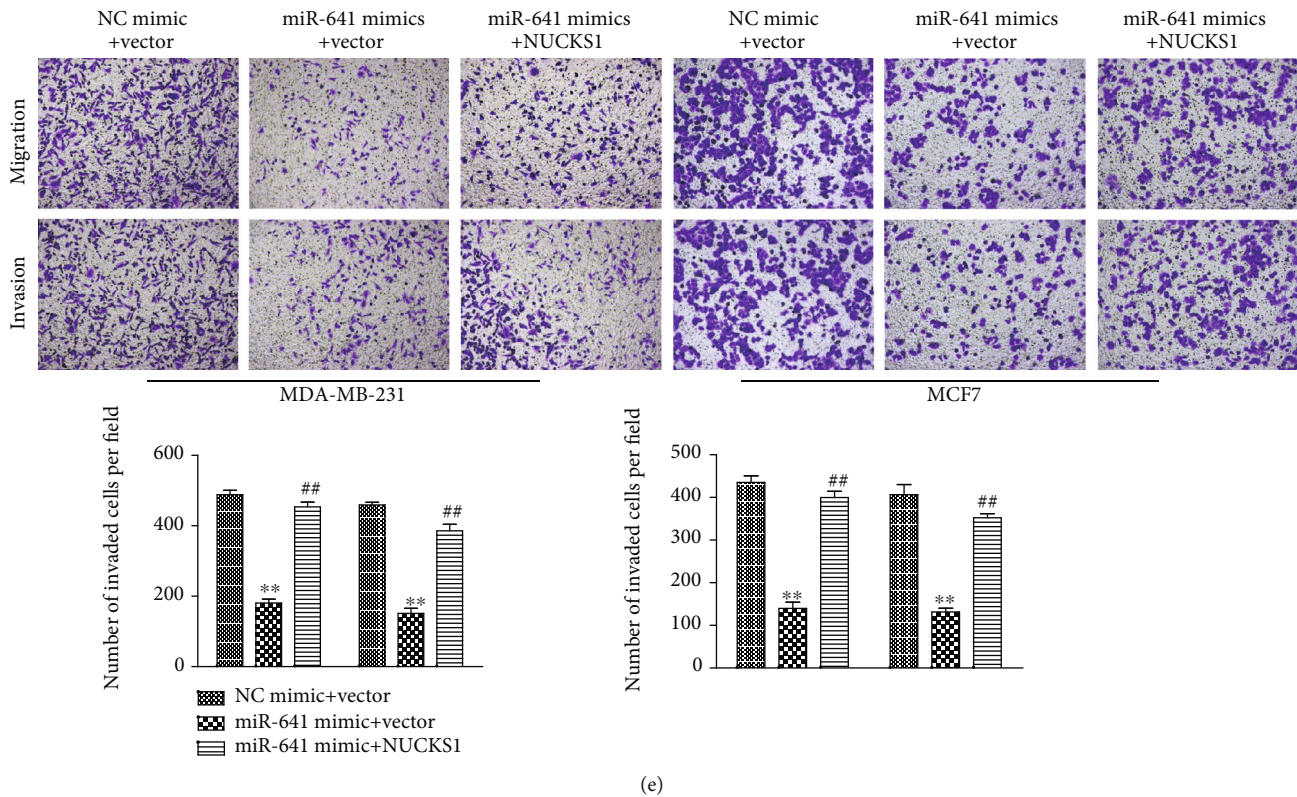 NC mimic
+vector
miR-641 mimics
+vector
miR-641 mimics
+NUCKS1
NC mimic
+vector
miR-641 mimics
+vector
miR-641 mimics
+NUCKS1
Migration
Invasion
MDA-MB-231
MCF7
Number of invaded cells per field
600
400
200
0
**
##
**
##
Number of invaded cells per field
500
400
300
200
100
0
**
##
**
##
NC mimic+vector
miR-641 mimic+vector
miR-641 mimic+NUCKS1
(e)